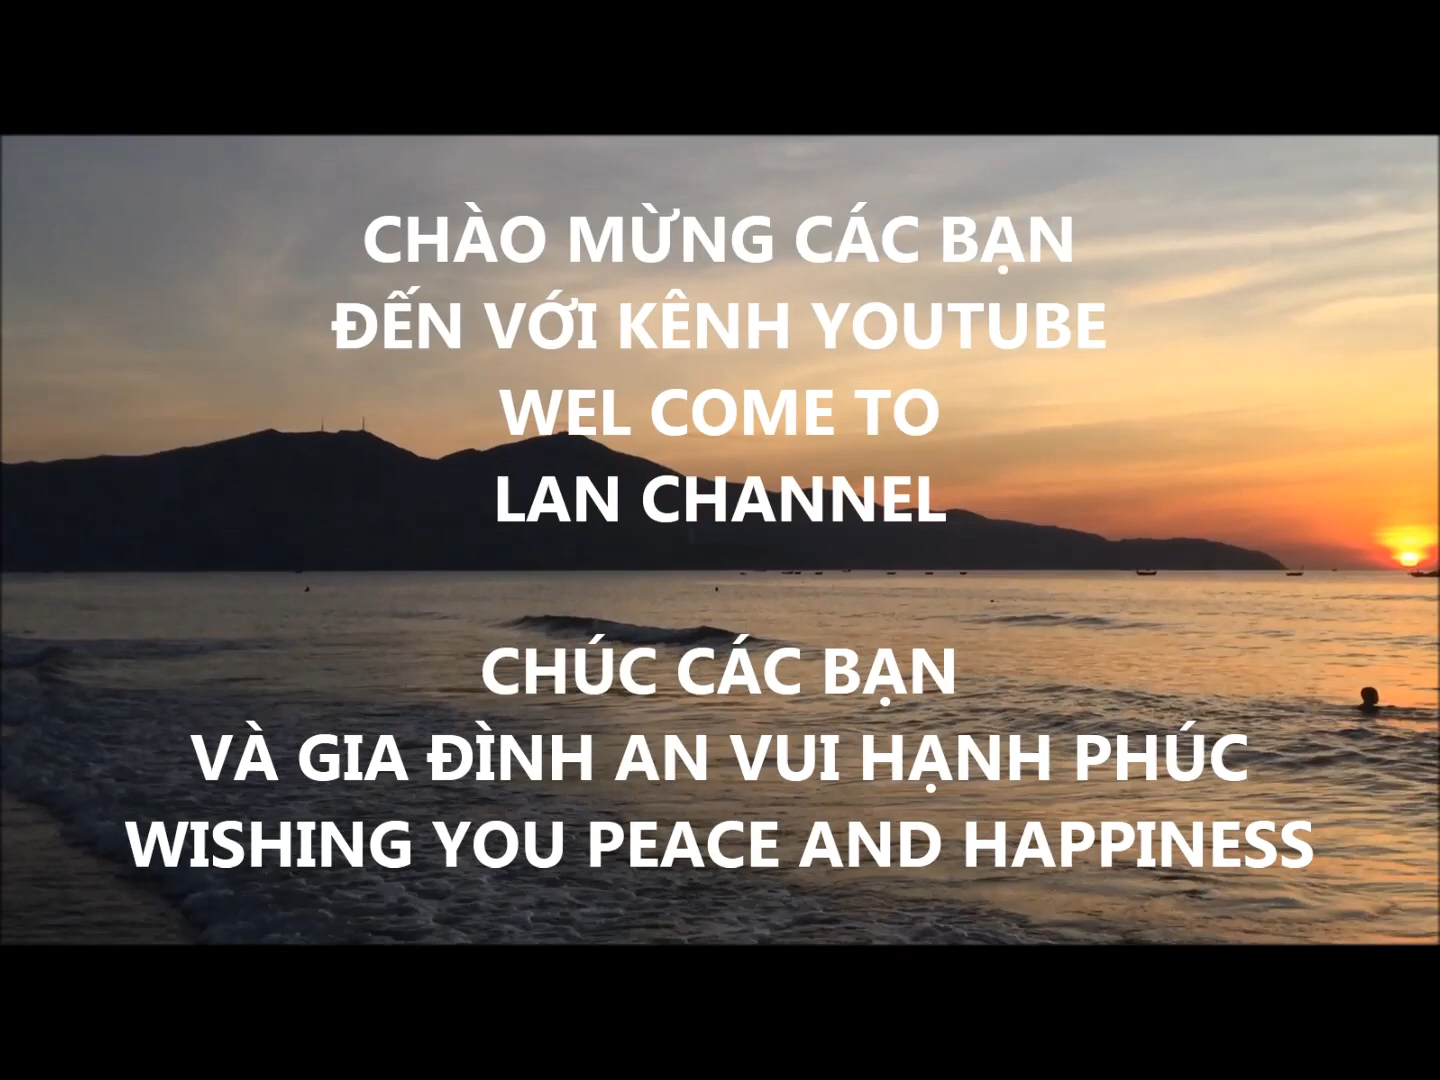 CHÀO MỪNG CÁC BẠN
ĐẾN VỚI KÊNH YOUTUBE
WEL COME TO
LAN CHANNEL
CHÚC CÁC BẠN
VÀ GIA ĐÌNH AN VUI HẠNH PHÚC
WISHING YOU PEACE AND HAPPINESS